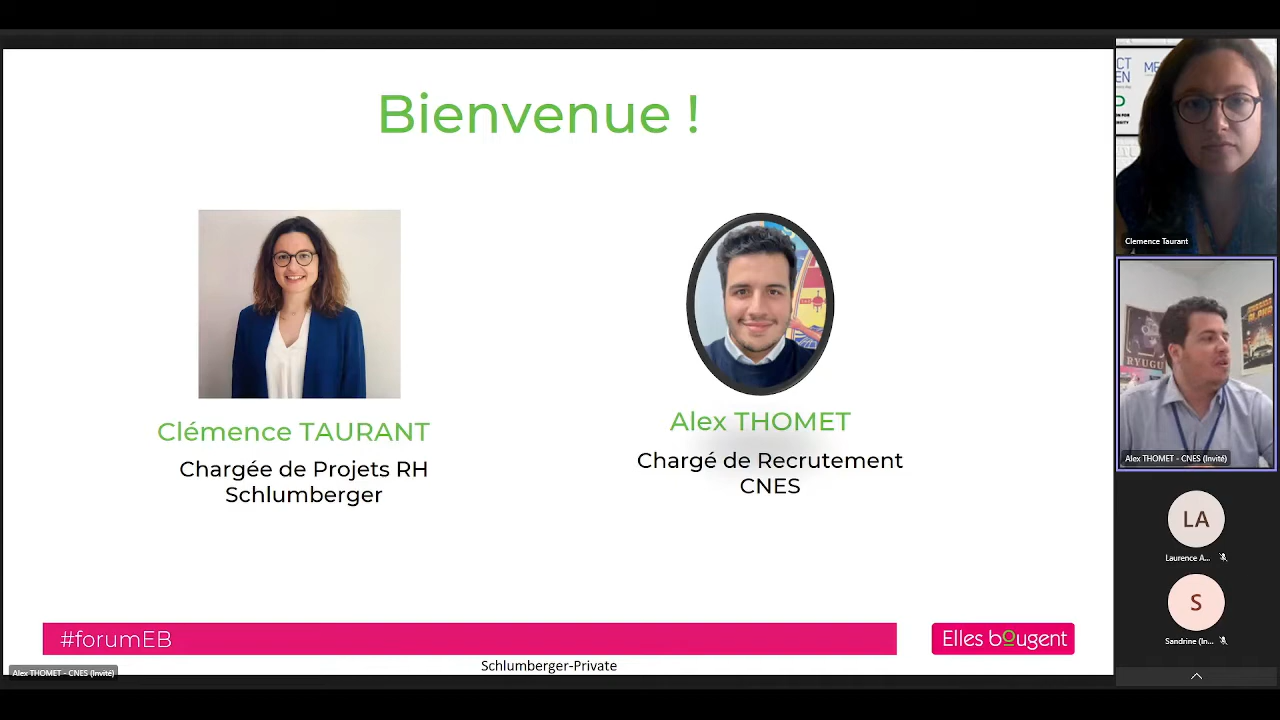 Bienvenue !
Clémence TAURANT
Chargée de Projets RH
Schlumberger
Alex THOMET
Chargé de Recrutement
CNES
#forumEB
Elles bougent
Schlumberger-Private
Alex THOMET - CNES (Invité)
Clemence Taurant
RYUGU
Alex THOMET - CNES (Invité)
LA
Laurence A...
S
Sandrine (In...